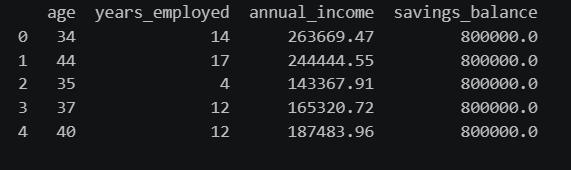 age years_employed annual_income savings_balance
0 34 14 263669.47 800000.0
1 44 17 244444.55 800000.0
2 35 4 143367.91 800000.0
3 37 12 165320.72 800000.0
4 40 12 187483.96 800000.0